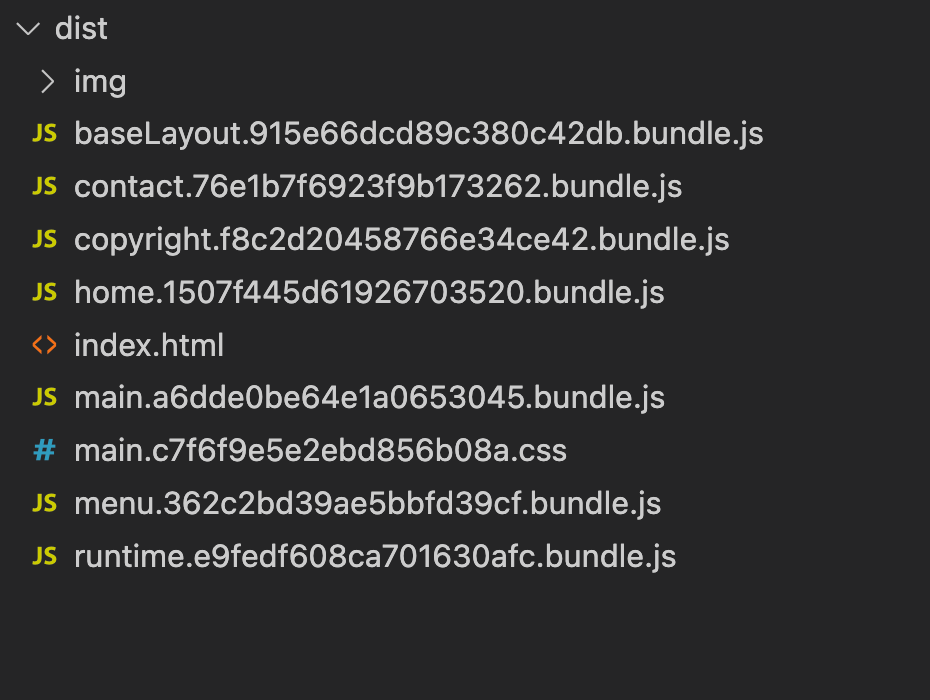 dist
img
JS baseLayout.915e66dcd89c380c42db.bundle.js
JS contact.76e1b7f6923f9b173262.bundle.js
JS copyright.f8c2d20458766e34ce42.bundle.js
JS home.1507f445d61926703520.bundle.js
<> index.html
JS main.a6dde0be64e1a0653045.bundle.js
# main.c7f6f9e5e2ebd856b08a.css
JS menu.362c2bd39ae5bbfd39cf.bundle.js
JS runtime.e9fedf608ca701630afc.bundle.js